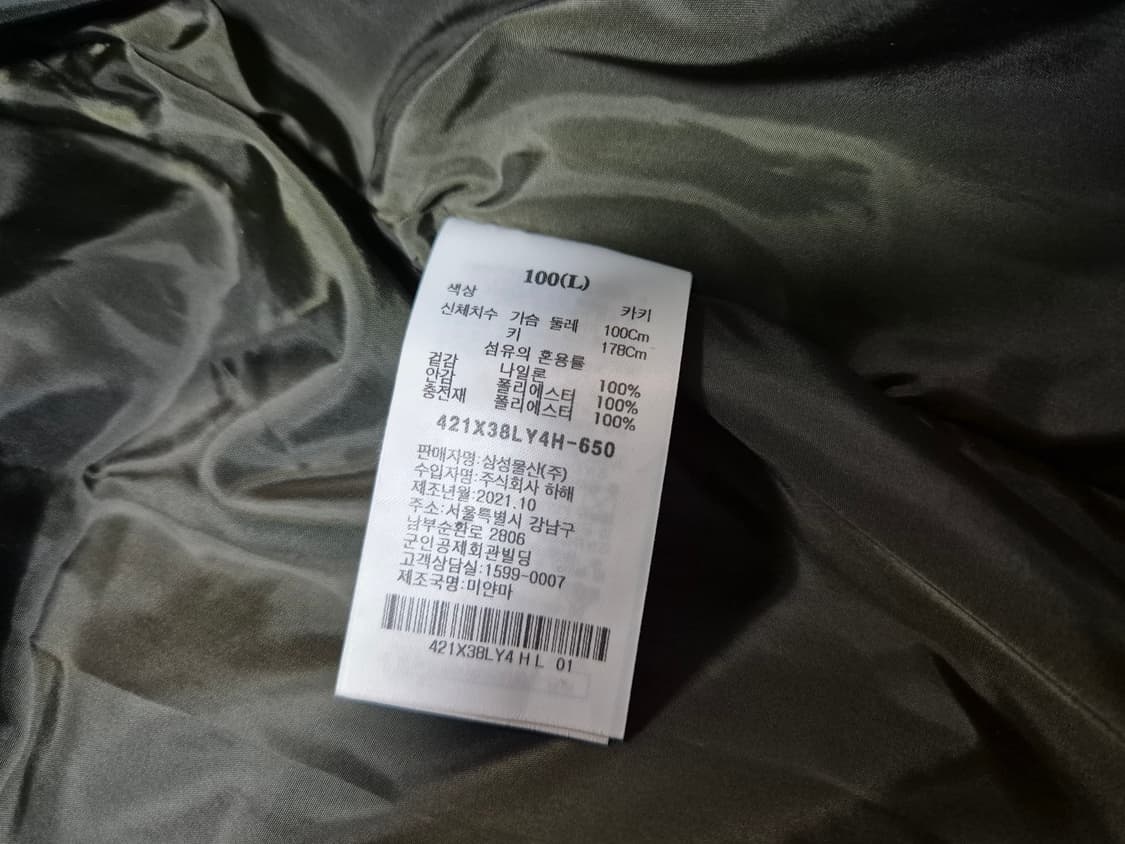 100(L)
색상 카키
신체치수 가슴 둘레 100Cm
키 178Cm
섬유의 혼용률
겉감 나일론 100%
안감 폴리에스터 100%
충전재 폴리에스터 100%
421X38LY4H-650
판매자명:삼성물산(주)
수입자명:주식회사 하해
제조년월:2021.10
주소:서울특별시 강남구
남부순환로 2806
군인공제회관빌딩
고객상담실:1599-0007
제조국명:미얀마
421X38LY4 H L 01